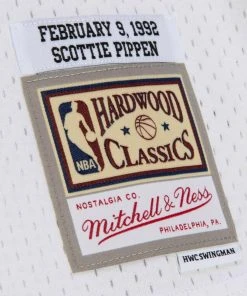 FEBRUARY 9, 1992
SCOTTIE PIPPEN
NBA
HARDWOOD
CLASSICS
NOSTALGIA CO.
Mitchell & Ness
PHILADELPHIA, PA.
HWC SWINGMAN